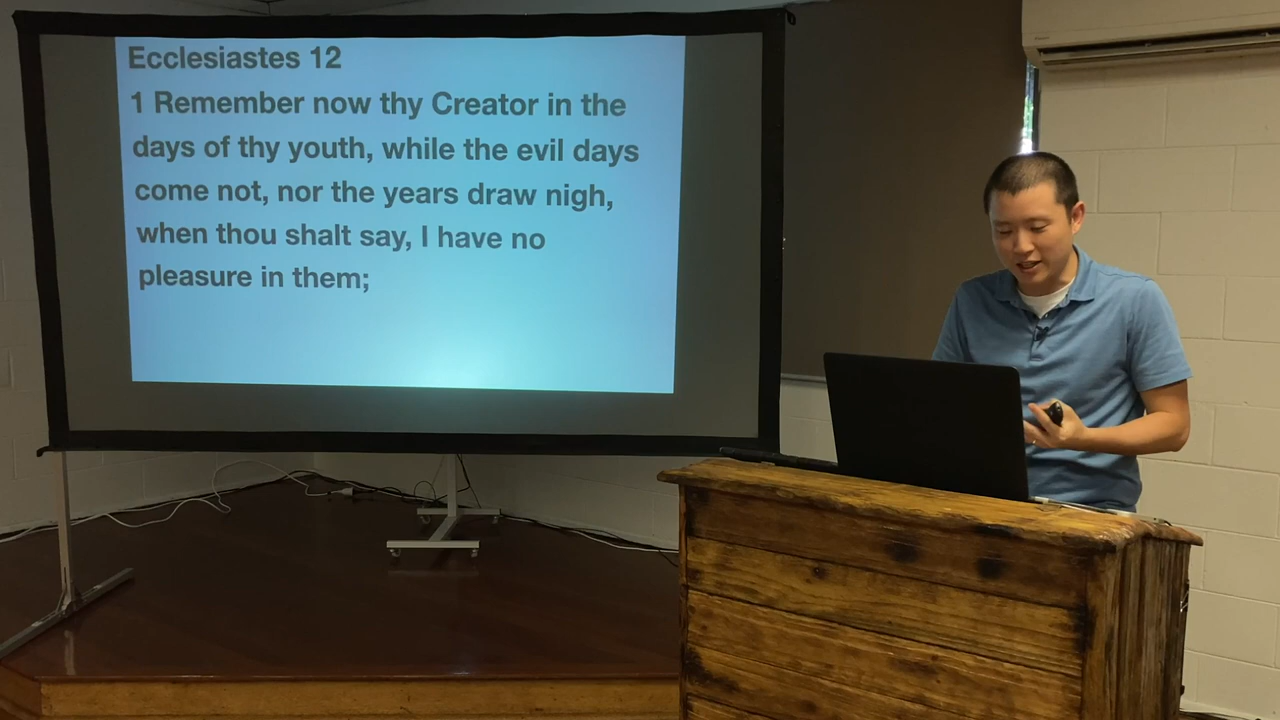 Ecclesiastes 12
1 Remember now thy Creator in the
days of thy youth, while the evil days
come not, nor the years draw nigh,
when thou shalt say, I have no
pleasure in them;